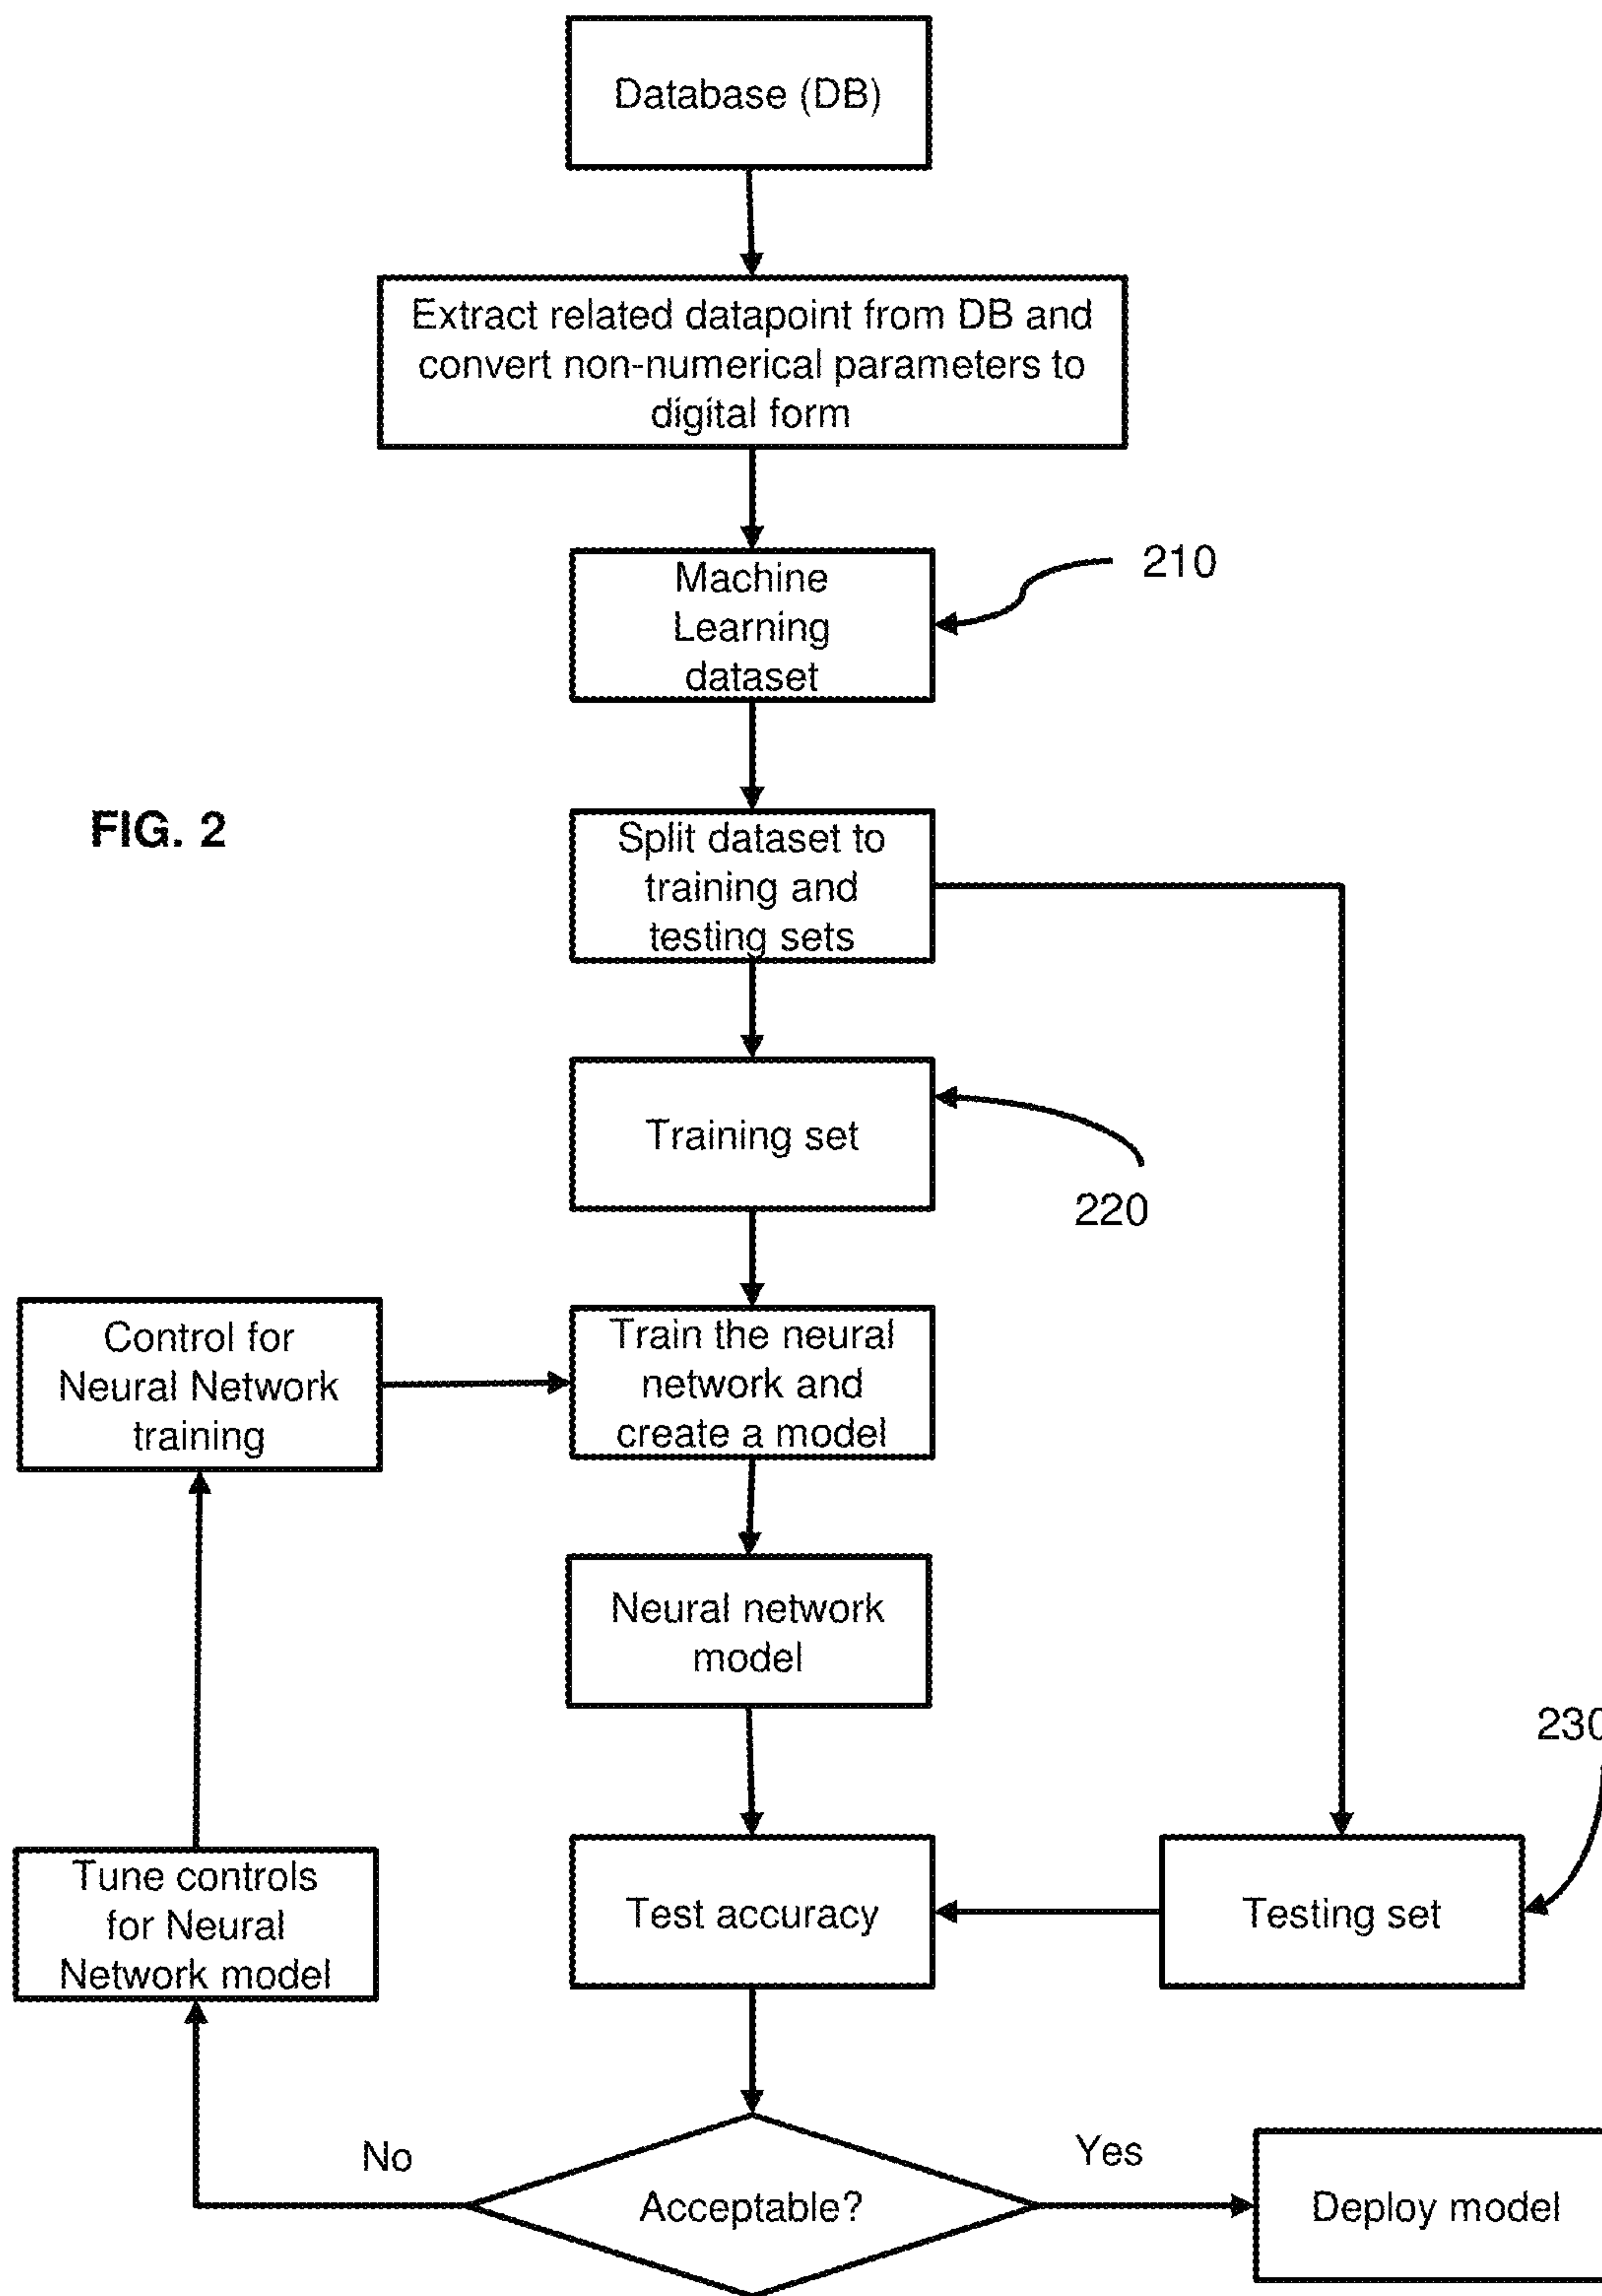 Database (DB)
Extract related datapoint from DB and
convert non-numerical parameters to
digital form
Machine
Learning
dataset
210
FIG. 2
Split dataset to
training and
testing sets
Training set
220
Control for
Neural Network
training
Train the neural
network and
create a model
Neural network
model
230
Tune controls
for Neural
Network model
Test accuracy
Testing set
No
Yes
Acceptable?
Deploy model